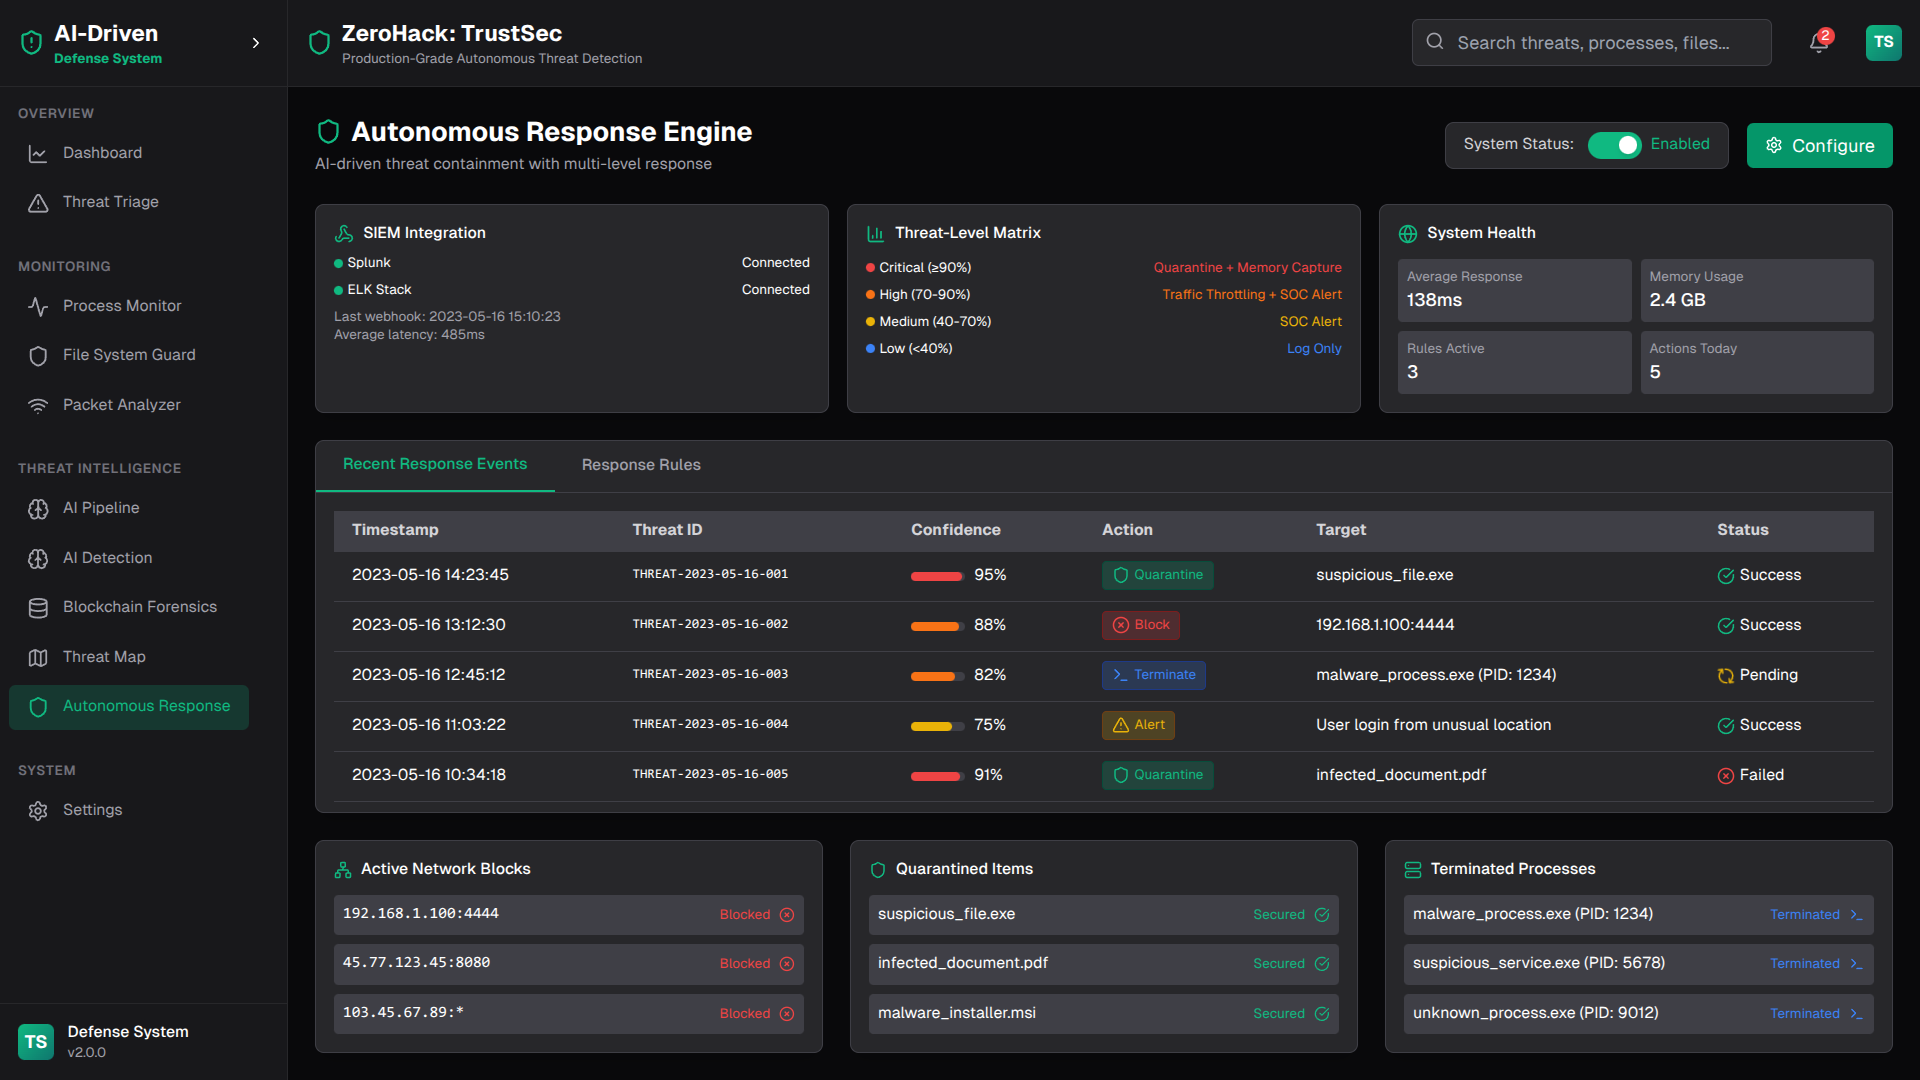 AI-Driven
Defense System
ZeroHack: TrustSec
Production-Grade Autonomous Threat Detection
Search threats, processes, files...
2
TS
OVERVIEW
Dashboard
Threat Triage
MONITORING
Process Monitor
File System Guard
Packet Analyzer
THREAT INTELLIGENCE
AI Pipeline
AI Detection
Blockchain Forensics
Threat Map
Autonomous Response
SYSTEM
Settings
TS
Defense System
v2.0.0
Autonomous Response Engine
AI-driven threat containment with multi-level response
System Status: Enabled
Configure
SIEM Integration
Splunk Connected
ELK Stack Connected
Last webhook: 2023-05-16 15:10:23
Average latency: 485ms
Threat-Level Matrix
Critical (≥90%) Quarantine + Memory Capture
High (70-90%) Traffic Throttling + SOC Alert
Medium (40-70%) SOC Alert
Low (<40%) Log Only
System Health
Average Response
138ms
Memory Usage
2.4 GB
Rules Active
3
Actions Today
5
Recent Response Events
Response Rules
Timestamp Threat ID Confidence Action Target Status
2023-05-16 14:23:45 THREAT-2023-05-16-001 95% Quarantine suspicious_file.exe Success
2023-05-16 13:12:30 THREAT-2023-05-16-002 88% Block 192.168.1.100:4444 Success
2023-05-16 12:45:12 THREAT-2023-05-16-003 82% Terminate malware_process.exe (PID: 1234) Pending
2023-05-16 11:03:22 THREAT-2023-05-16-004 75% Alert User login from unusual location Success
2023-05-16 10:34:18 THREAT-2023-05-16-005 91% Quarantine infected_document.pdf Failed
Active Network Blocks
192.168.1.100:4444 Blocked
45.77.123.45:8080 Blocked
103.45.67.89:* Blocked
Quarantined Items
suspicious_file.exe Secured
infected_document.pdf Secured
malware_installer.msi Secured
Terminated Processes
malware_process.exe (PID: 1234) Terminated
suspicious_service.exe (PID: 5678) Terminated
unknown_process.exe (PID: 9012) Terminated